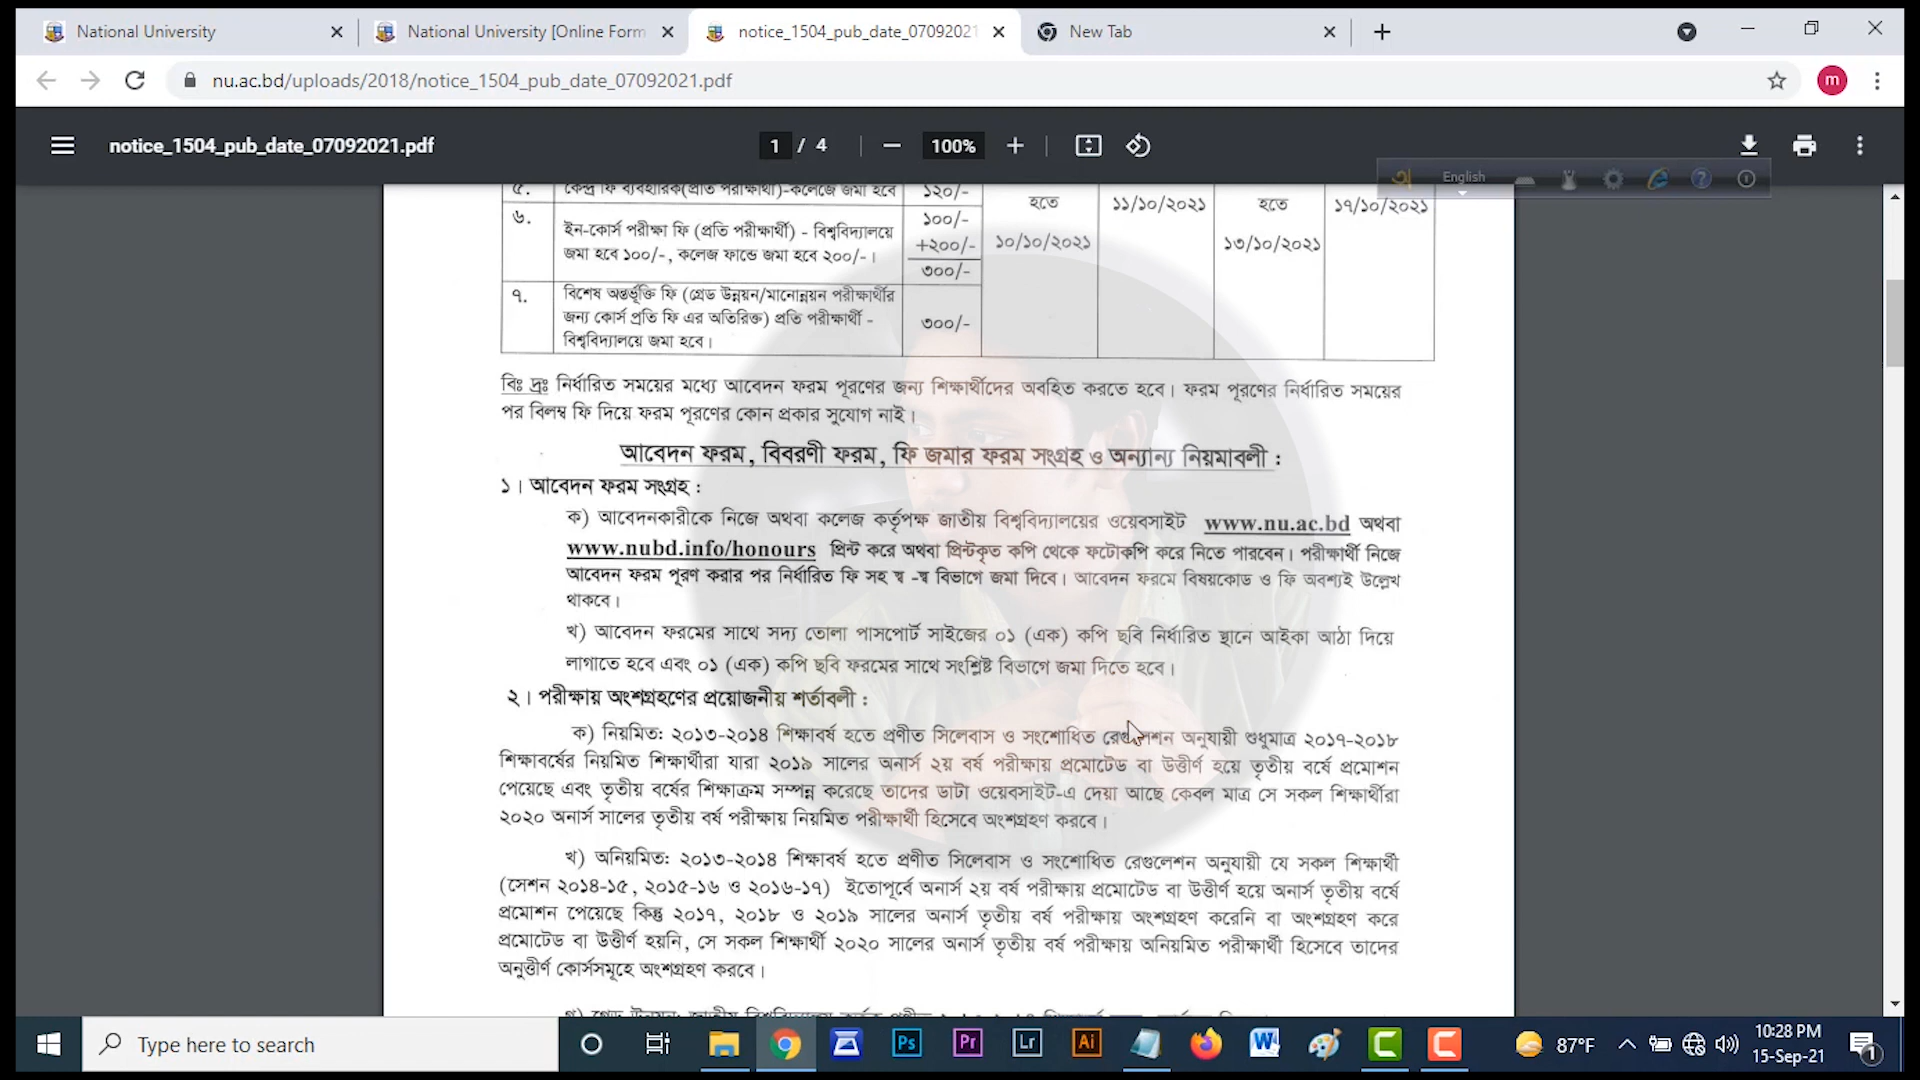 National University
National University [Online Form
notice_1504_pub_date_07092021
New Tab
nu.ac.bd/uploads/2018/notice_1504_pub_date_07092021.pdf
m
notice_1504_pub_date_07092021.pdf
1 / 4
100%
English
৫. কেন্দ্র ফি ব্যবহারিক(প্রতি পরীক্ষার্থী)-কলেজে জমা হবে ১২০/- হতে ১১/১০/২০২১ হতে ১৭/১০/২০২১
৬. ইন-কোর্স পরীক্ষা ফি (প্রতি পরীক্ষার্থী) - বিশ্ববিদ্যালয়ে ১০০/-
জমা হবে ১০০/-, কলেজ ফান্ডে জমা হবে ২০০/-। +২০০/- ১০/১০/২০২১ ১৩/১০/২০২১
৩০০/-
৭. বিশেষ অন্তর্ভূক্তি ফি (গ্রেড উন্নয়ন/মানোন্নয়ন পরীক্ষার্থীর
জন্য কোর্স প্রতি ফি এর অতিরিক্ত) প্রতি পরীক্ষার্থী - ৩০০/-
বিশ্ববিদ্যালয়ে জমা হবে।
বিঃ দ্রঃ নির্ধারিত সময়ের মধ্যে আবেদন ফরম পূরণের জন্য শিক্ষার্থীদের অবহিত করতে হবে। ফরম পূরণের নির্ধারিত সময়ের
পর বিলম্ব ফি দিয়ে ফরম পূরণের কোন প্রকার সুযোগ নাই।
আবেদন ফরম, বিবরণী ফরম, ফি জমার ফরম সংগ্রহ ও অন্যান্য নিয়মাবলী :
১। আবেদন ফরম সংগ্রহ :
ক) আবেদনকারীকে নিজে অথবা কলেজ কর্তৃপক্ষ জাতীয় বিশ্ববিদ্যালয়ের ওয়েবসাইট www.nu.ac.bd অথবা
www.nubd.info/honours প্রিন্ট করে অথবা প্রিন্টকৃত কপি থেকে ফটোকপি করে নিতে পারবেন। পরীক্ষার্থী নিজে
আবেদন ফরম পূরণ করার পর নির্ধারিত ফি সহ স্ব -স্ব বিভাগে জমা দিবে। আবেদন ফরমে বিষয়কোড ও ফি অবশ্যই উল্লেখ
থাকবে।
খ) আবেদন ফরমের সাথে সদ্য তোলা পাসপোর্ট সাইজের ০১ (এক) কপি ছবি নির্ধারিত স্থানে আইকা আঠা দিয়ে
লাগাতে হবে এবং ০১ (এক) কপি ছবি ফরমের সাথে সংশ্লিষ্ট বিভাগে জমা দিতে হবে।
২। পরীক্ষায় অংশগ্রহণের প্রয়োজনীয় শর্তাবলী :
ক) নিয়মিত: ২০১৩-২০১৪ শিক্ষাবর্ষ হতে প্রণীত সিলেবাস ও সংশোধিত রেগুলেশন অনুযায়ী শুধুমাত্র ২০১৭-২০১৮
শিক্ষাবর্ষের নিয়মিত শিক্ষার্থীরা যারা ২০১৯ সালের অনার্স ২য় বর্ষ পরীক্ষায় প্রমোটেড বা উত্তীর্ণ হয়ে তৃতীয় বর্ষে প্রমোশন
পেয়েছে এবং তৃতীয় বর্ষের শিক্ষাক্রম সম্পন্ন করেছে তাদের ডাটা ওয়েবসাইট-এ দেয়া আছে কেবল মাত্র সে সকল শিক্ষার্থীরা
২০২০ অনার্স সালের তৃতীয় বর্ষ পরীক্ষায় নিয়মিত পরীক্ষার্থী হিসেবে অংশগ্রহণ করবে।
খ) অনিয়মিত: ২০১৩-২০১৪ শিক্ষাবর্ষ হতে প্রণীত সিলেবাস ও সংশোধিত রেগুলেশন অনুযায়ী যে সকল শিক্ষার্থী
(সেশন ২০১৪-১৫, ২০১৫-১৬ ও ২০১৬-১৭) ইতোপূর্বে অনার্স ২য় বর্ষ পরীক্ষায় প্রমোটেড বা উত্তীর্ণ হয়ে অনার্স তৃতীয় বর্ষে
প্রমোশন পেয়েছে কিন্তু ২০১৭, ২০১৮ ও ২০১৯ সালের অনার্স তৃতীয় বর্ষ পরীক্ষায় অংশগ্রহণ করেনি বা অংশগ্রহণ করে
প্রমোটেড বা উত্তীর্ণ হয়নি, সে সকল শিক্ষার্থী ২০২০ সালের অনার্স তৃতীয় বর্ষ পরীক্ষায় অনিয়মিত পরীক্ষার্থী হিসেবে তাদের
অনুত্তীর্ণ কোর্সসমূহে অংশগ্রহণ করবে।
Type here to search
Ps
Pr
Lr
Ai
W
C
C
87°F
10:28 PM
15-Sep-21
1